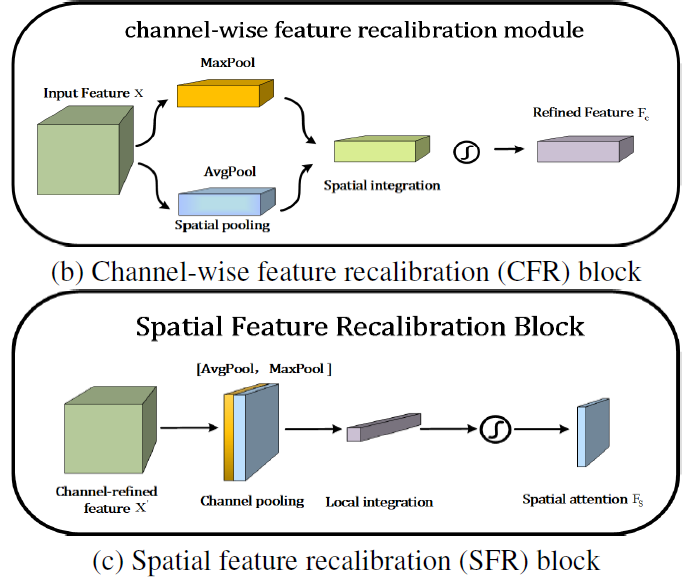 channel-wise feature recalibration module
MaxPool
Input Feature X
Refined Feature Fc
AvgPool
Spatial integration
Spatial pooling
(b) Channel-wise feature recalibration (CFR) block
Spatial Feature Recalibration Block
[AvgPool, MaxPool ]
Channel-refined
feature X'
Channel pooling
Local integration
Spatial attention FS
(c) Spatial feature recalibration (SFR) block